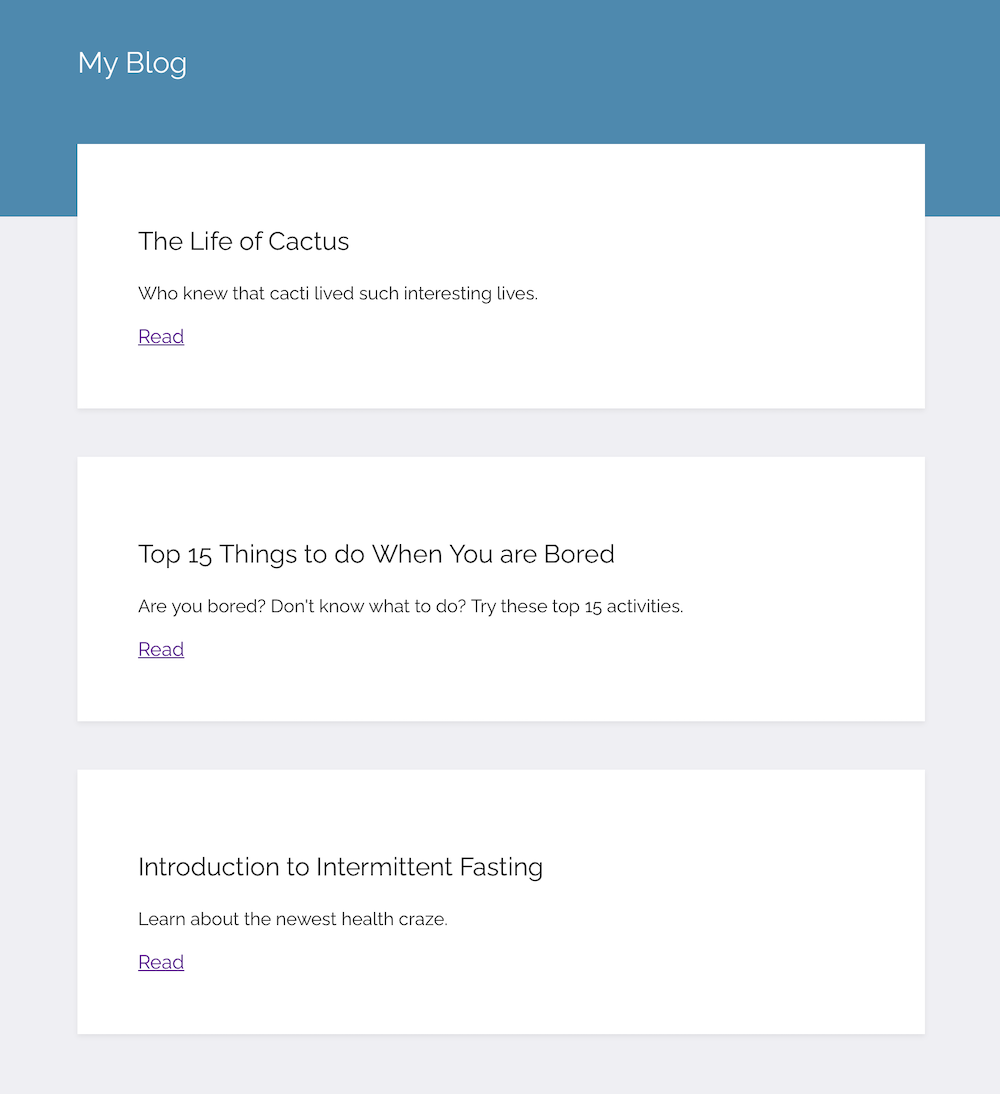 My Blog
The Life of Cactus
Who knew that cacti lived such interesting lives.
Read
Top 15 Things to do When You are Bored
Are you bored? Don't know what to do? Try these top 15 activities.
Read
Introduction to Intermittent Fasting
Learn about the newest health craze.
Read